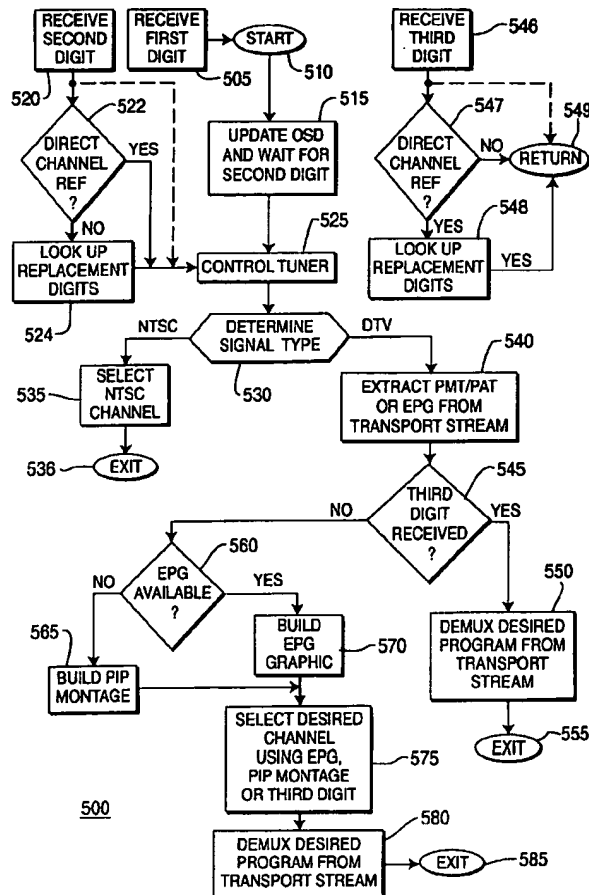 RECEIVE
SECOND
DIGIT
520
RECEIVE
FIRST
DIGIT
505
START
510
RECEIVE
THIRD
DIGIT
546
522
DIRECT
CHANNEL
REF
?
YES
NO
LOOK UP
REPLACEMENT
DIGITS
524
515
UPDATE OSD
AND WAIT FOR
SECOND DIGIT
525
CONTROL TUNER
547
DIRECT
CHANNEL
REF
?
NO
549
RETURN
YES
548
LOOK UP
REPLACEMENT
DIGITS
YES
NTSC
DETERMINE
SIGNAL TYPE
530
DTV
535
SELECT
NTSC
CHANNEL
536
EXIT
540
EXTRACT PMT/PAT
OR EPG FROM
TRANSPORT STREAM
545
THIRD
DIGIT
RECEIVED
?
NO
YES
560
EPG
AVAILABLE
?
NO
YES
565
BUILD PIP
MONTAGE
BUILD
EPG
GRAPHIC
570
550
DEMUX DESIRED
PROGRAM FROM
TRANSPORT
STREAM
EXIT
555
SELECT DESIRED
CHANNEL
USING EPG,
PIP MONTAGE
OR THIRD DIGIT
575
500
580
DEMUX DESIRED
PROGRAM FROM
TRANSPORT STREAM
EXIT
585